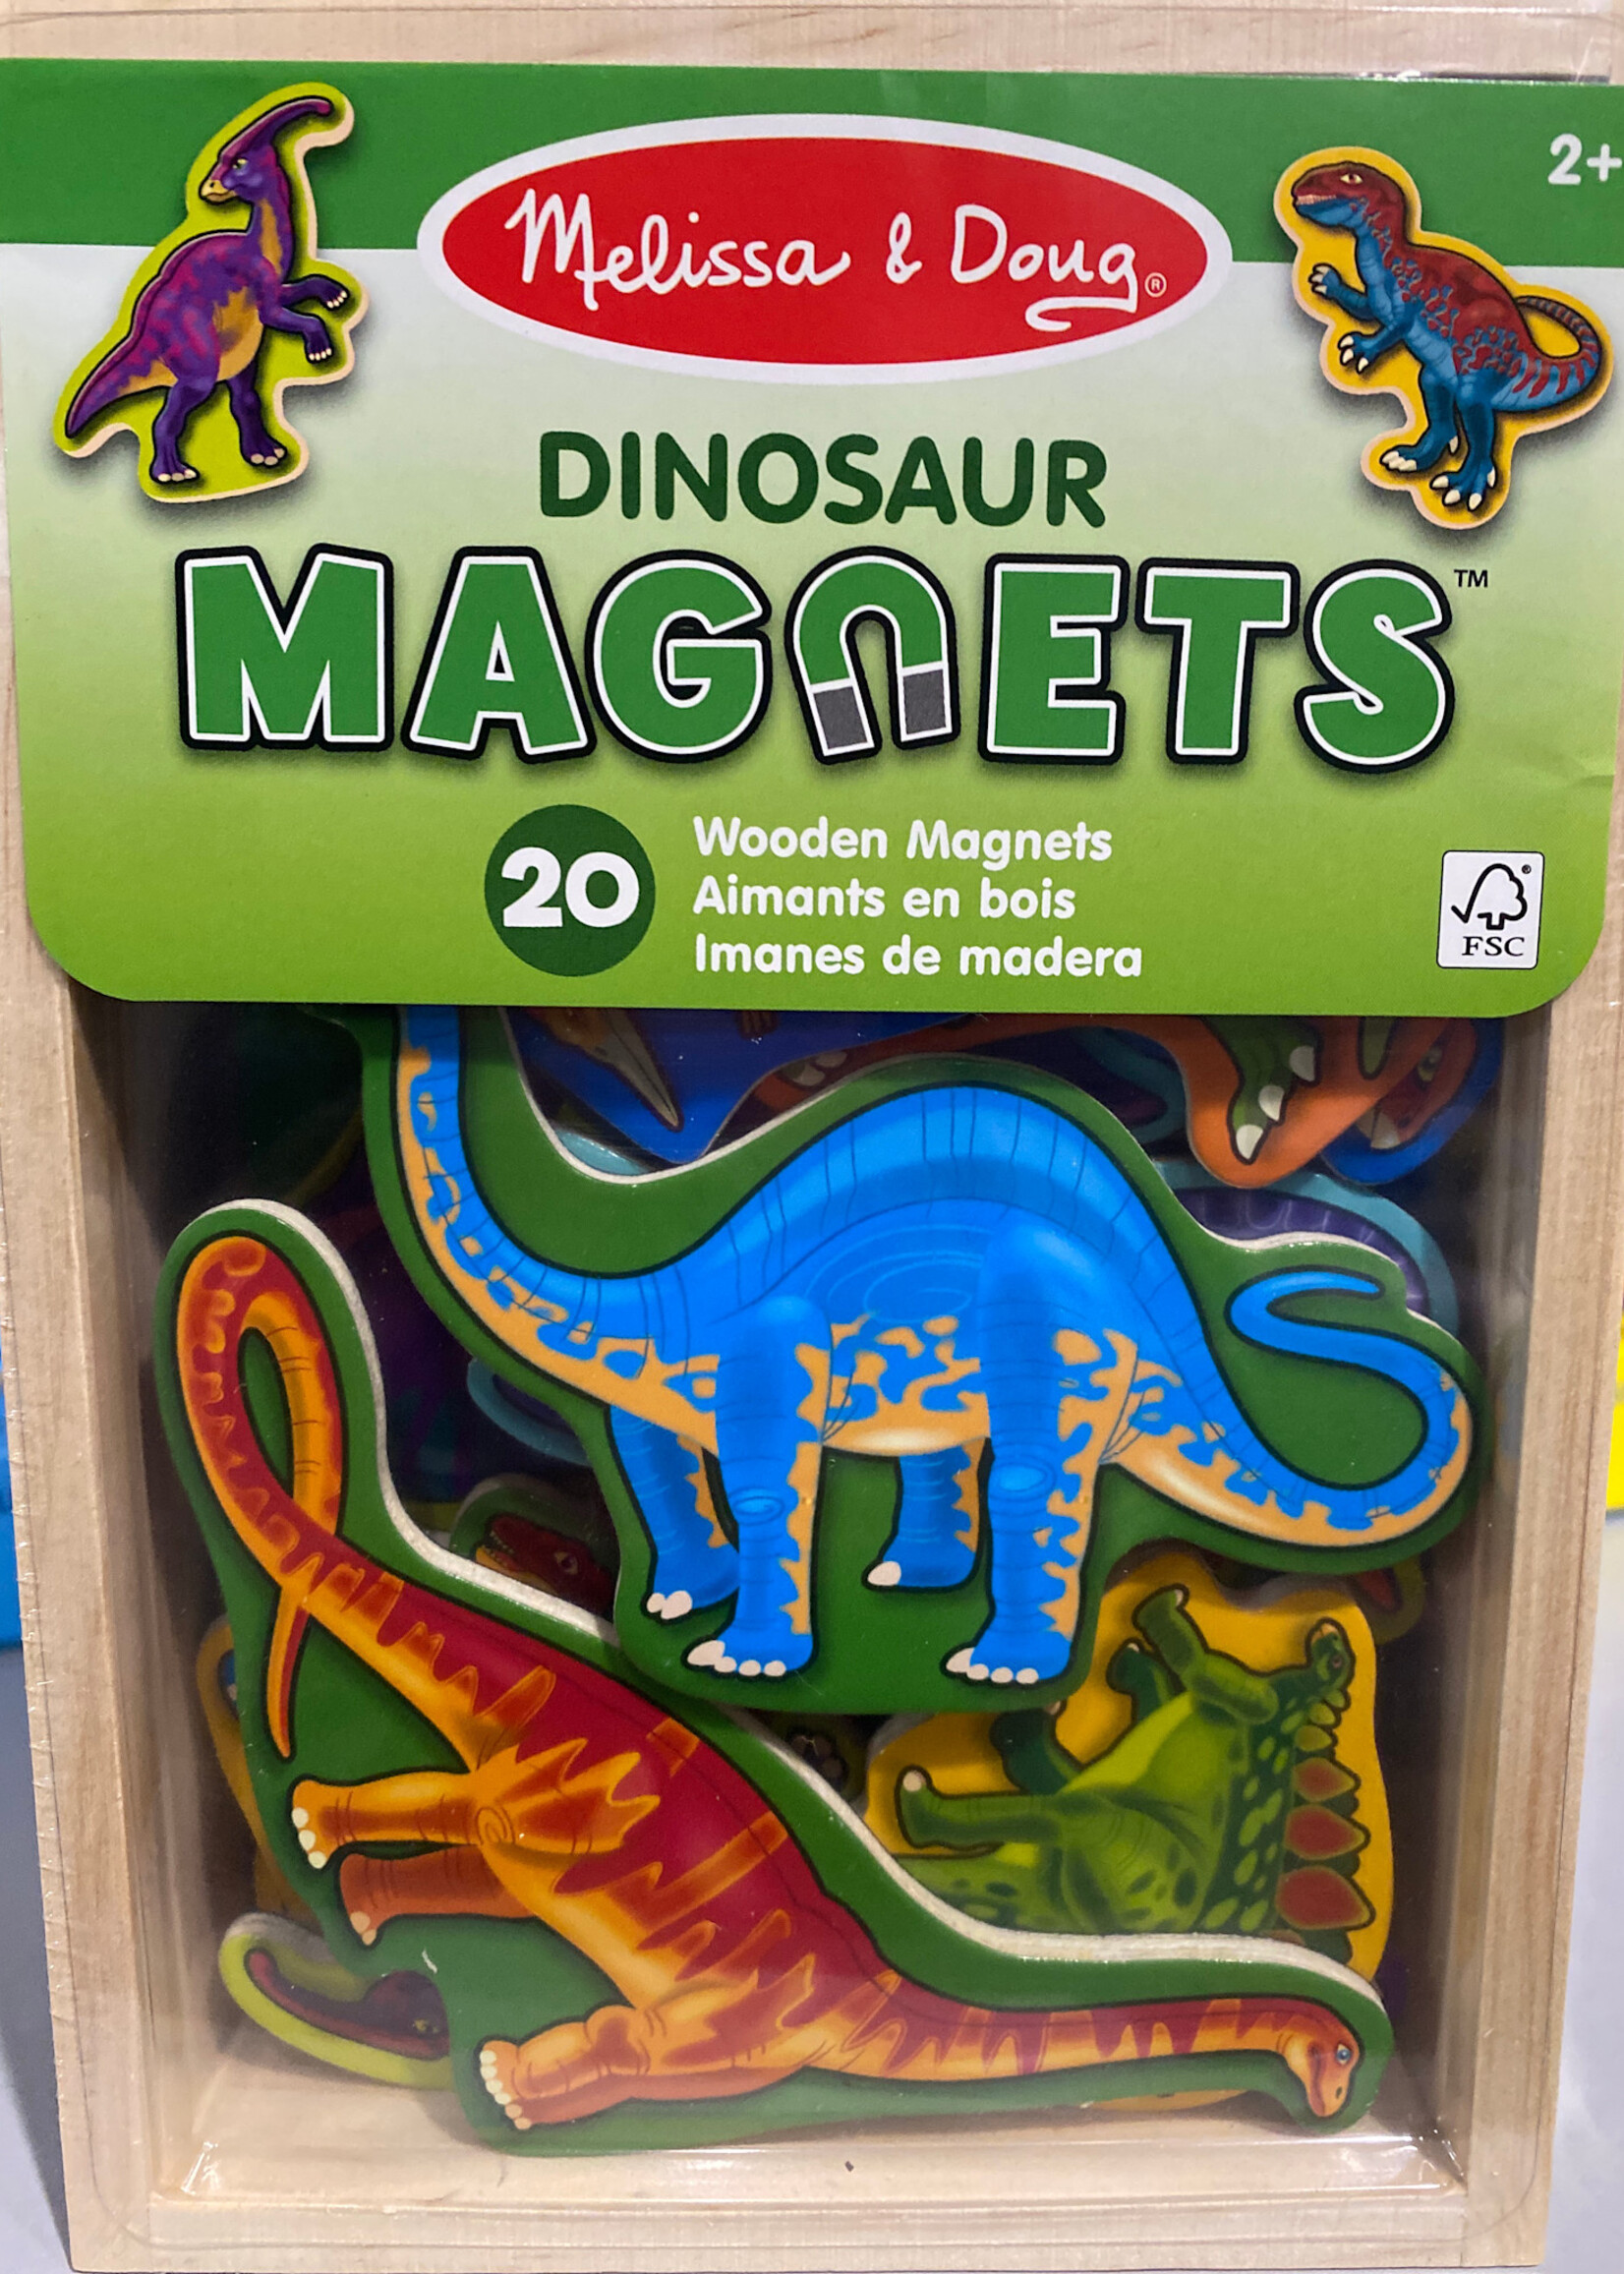 2+
Melissa & Doug®
DINOSAUR
MAGNETS™
20
Wooden Magnets
Aimants en bois
Imanes de madera
®
FSC